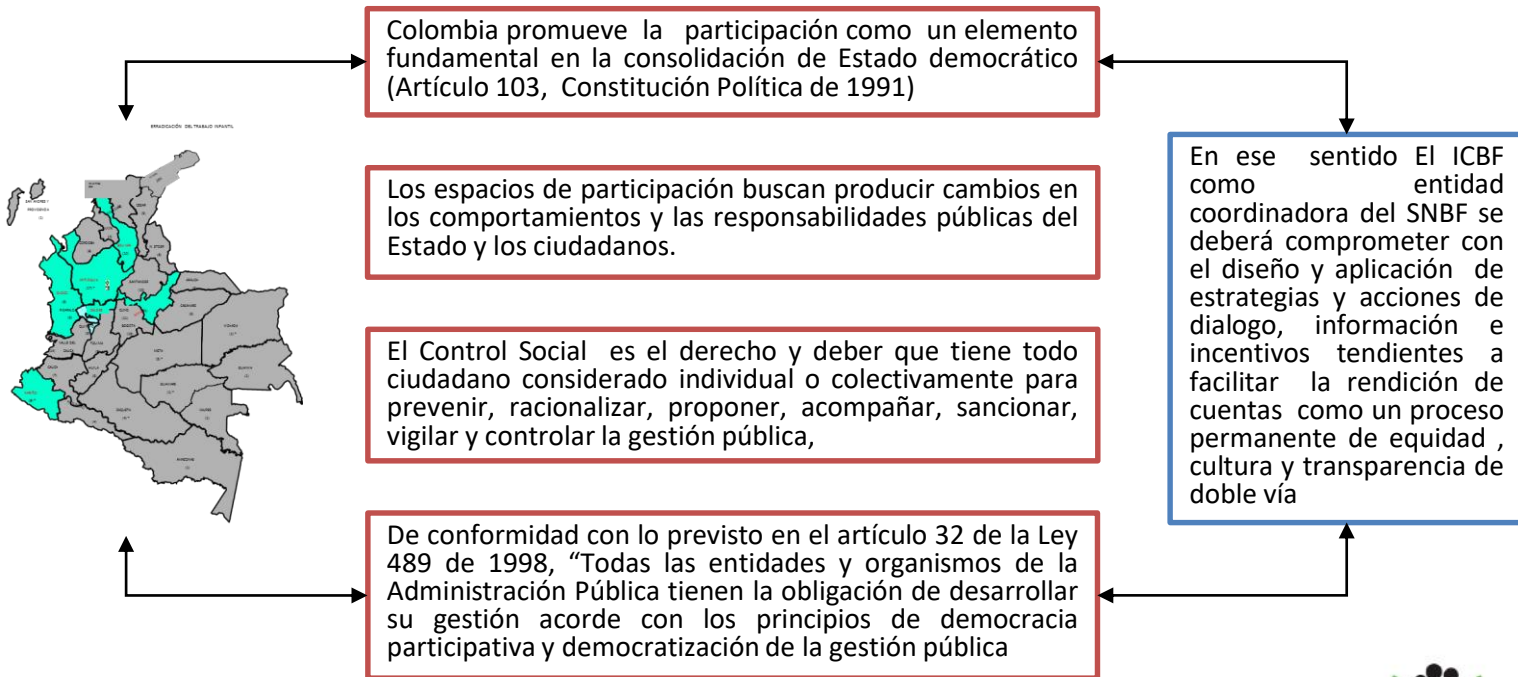 Colombia promueve la participación como un elemento
fundamental en la consolidación de Estado democrático
(Artículo 103, Constitución Política de 1991)
ERRADICACIÓN DEL TRABAJO INFANTIL
Los espacios de participación buscan producir cambios en
los comportamientos y las responsabilidades públicas del
Estado y los ciudadanos.
El Control Social es el derecho y deber que tiene todo
ciudadano considerado individual o colectivamente para
prevenir, racionalizar, proponer, acompañar, sancionar,
vigilar y controlar la gestión pública,
De conformidad con lo previsto en el artículo 32 de la Ley
489 de 1998, “Todas las entidades y organismos de la
Administración Pública tienen la obligación de desarrollar
su gestión acorde con los principios de democracia
participativa y democratización de la gestión pública
En ese sentido El ICBF
como entidad
coordinadora del SNBF se
deberá comprometer con
el diseño y aplicación de
estrategias y acciones de
dialogo, información e
incentivos tendientes a
facilitar la rendición de
cuentas como un proceso
permanente de equidad ,
cultura y transparencia de
doble vía